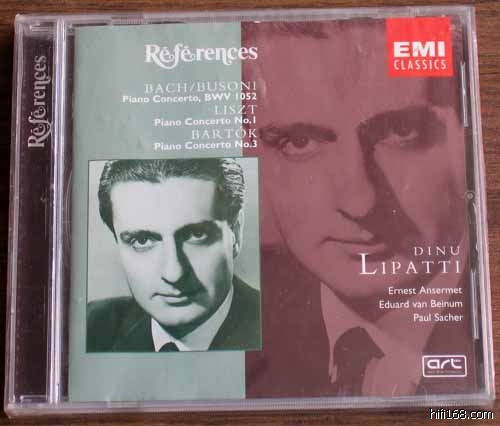 Références
Références
EMI
CLASSICS
BACH/BUSONI
Piano Concerto, BWV 1052
LISZT
Piano Concerto No.1
BARTÓK
Piano Concerto No.3
DINU
LIPATTI
Ernest Ansermet
Eduard van Beinum
Paul Sacher
art
hifi168.com